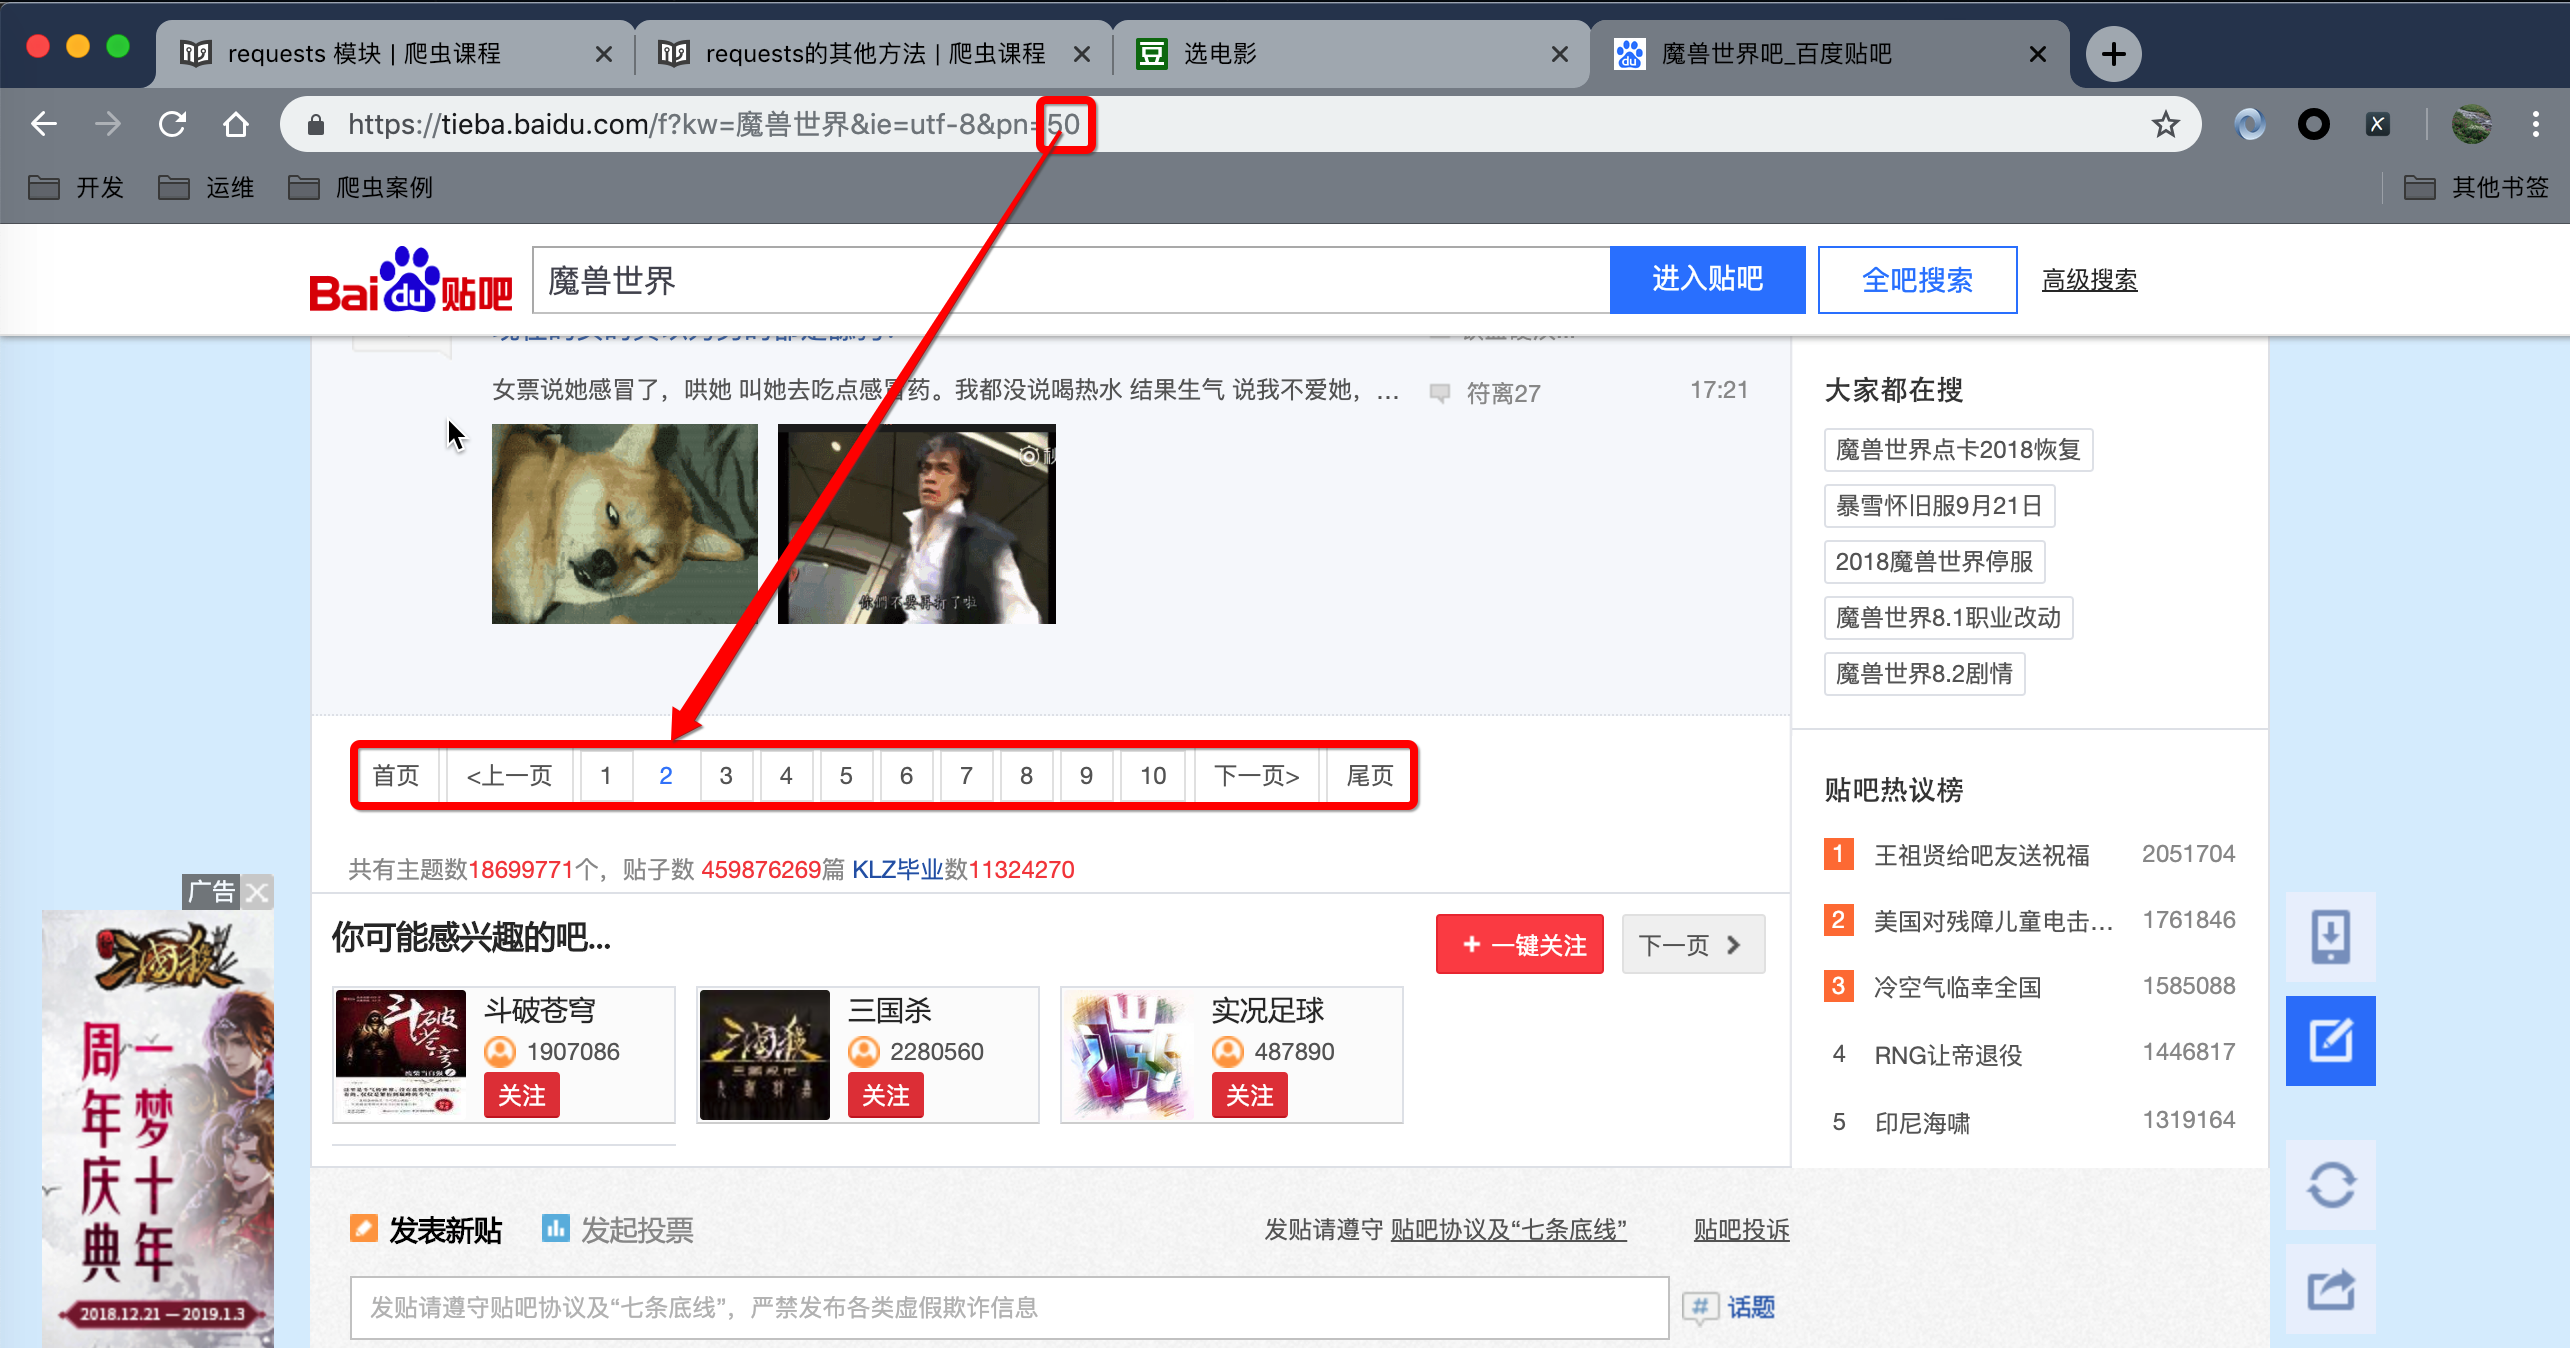 requests 模块 | 爬虫课程
requests的其他方法 | 爬虫课程
选电影
魔兽世界吧_百度贴吧
https://tieba.baidu.com/f?kw=魔兽世界&ie=utf-8&pn=50
开发 运维 爬虫案例 其他书签
Baidu贴吧 魔兽世界 进入贴吧 全吧搜索 高级搜索
女票说她感冒了，哄她 叫她去吃点感冒药。我都没说喝热水 结果生气 说我不爱她，... 符离27 17:21
你們不要再打了啦
首页 <上一页 1 2 3 4 5 6 7 8 9 10 下一页> 尾页
共有主题数18699771个，贴子数 459876269篇 KLZ毕业数11324270
你可能感兴趣的吧... + 一键关注 下一页 >
斗破苍穹
1907086
关注
三国杀
2280560
关注
实况足球
487890
关注
大家都在搜
魔兽世界点卡2018恢复
暴雪怀旧服9月21日
2018魔兽世界停服
魔兽世界8.1职业改动
魔兽世界8.2剧情
贴吧热议榜
1 王祖贤给吧友送祝福 2051704
2 美国对残障儿童电击... 1761846
3 冷空气临幸全国 1585088
4 RNG让帝退役 1446817
5 印尼海啸 1319164
广告
三國殺
一梦十年
周年庆典
2018.12.21 — 2019.1.3
发表新贴 发起投票 发贴请遵守 贴吧协议及“七条底线” 贴吧投诉
发贴请遵守贴吧协议及“七条底线”，严禁发布各类虚假欺诈信息
# 话题